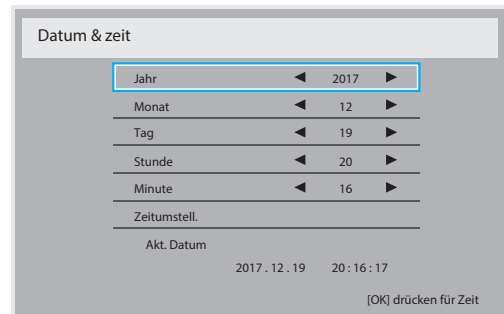 Datum & zeit
Jahr ◀ 2017 ▶
Monat ◀ 12 ▶
Tag ◀ 19 ▶
Stunde ◀ 20 ▶
Minute ◀ 16 ▶
Zeitumstell.
Akt. Datum
2017 . 12 . 19 20 : 16 : 17
[OK] drücken für Zeit